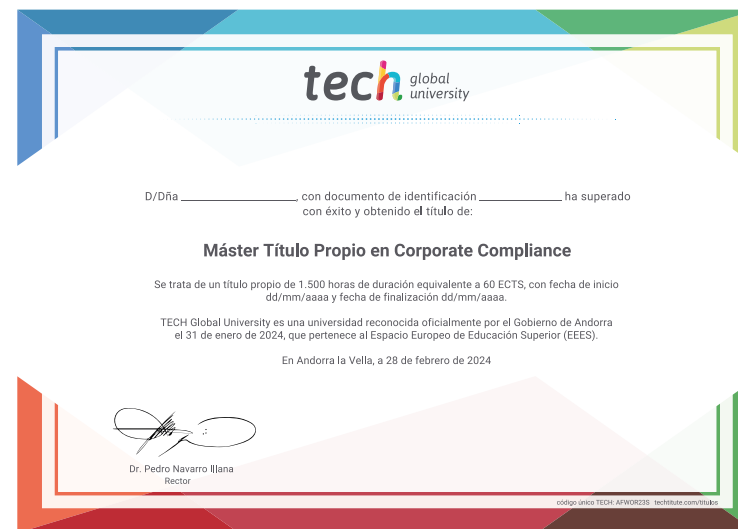 tech global university
D/Dña ____________________, con documento de identificación ______________ ha superado
con éxito y obtenido el título de:
Máster Título Propio en Corporate Compliance
Se trata de un título propio de 1.500 horas de duración equivalente a 60 ECTS, con fecha de inicio
dd/mm/aaaa y fecha de finalización dd/mm/aaaa.
TECH Global University es una universidad reconocida oficialmente por el Gobierno de Andorra
el 31 de enero de 2024, que pertenece al Espacio Europeo de Educación Superior (EEES).
En Andorra la Vella, a 28 de febrero de 2024
Dr. Pedro Navarro Illana
Rector
código único TECH: AFWOR23S techtitute.com/titulos